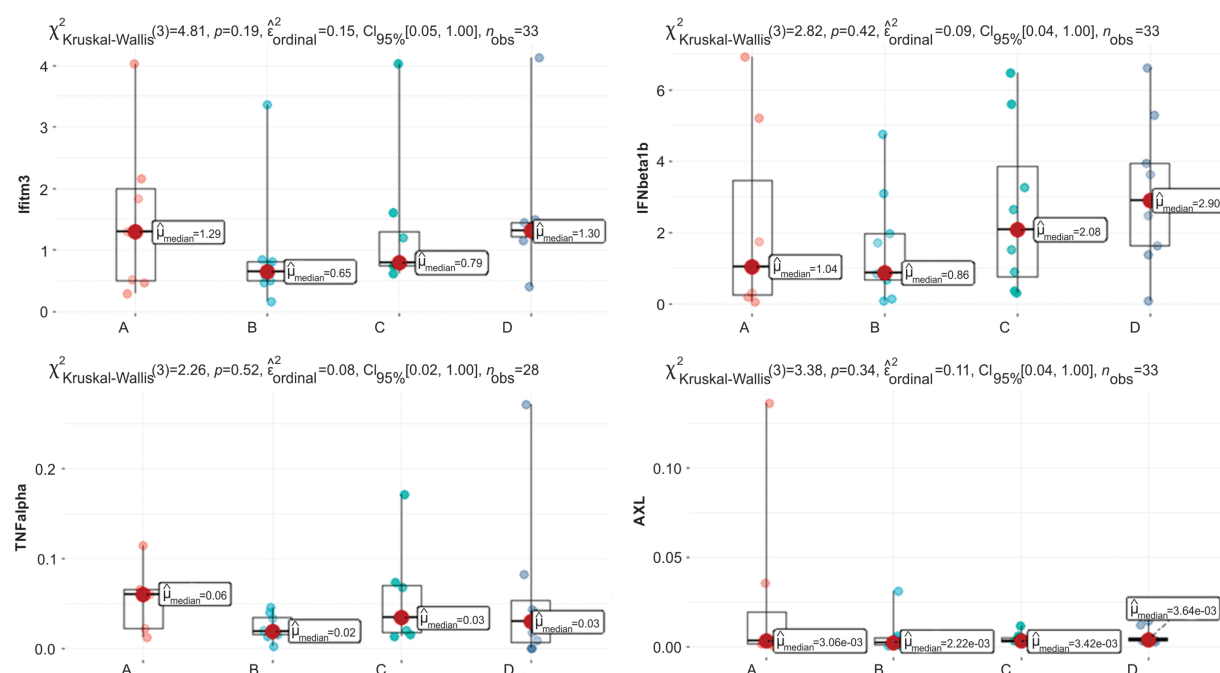 χ²Kruskal-Wallis(3)=4.81, p=0.19, ε̂²ordinal=0.15, CI95%[0.05, 1.00], nobs=33
Ifitm3
4
3
2
1
0
μ̂median=1.29
μ̂median=0.65
μ̂median=0.79
μ̂median=1.30
A B C D
χ²Kruskal-Wallis(3)=2.82, p=0.42, ε̂²ordinal=0.09, CI95%[0.04, 1.00], nobs=33
IFNbeta1b
6
4
2
0
μ̂median=1.04
μ̂median=0.86
μ̂median=2.08
μ̂median=2.90
A B C D
χ²Kruskal-Wallis(3)=2.26, p=0.52, ε̂²ordinal=0.08, CI95%[0.02, 1.00], nobs=28
TNFalpha
0.2
0.1
0.0
μ̂median=0.06
μ̂median=0.02
μ̂median=0.03
μ̂median=0.03
A B C D
χ²Kruskal-Wallis(3)=3.38, p=0.34, ε̂²ordinal=0.11, CI95%[0.04, 1.00], nobs=33
AXL
0.10
0.05
0.00
μ̂median=3.06e-03
μ̂median=2.22e-03
μ̂median=3.42e-03
μ̂median=3.64e-03
A B C D